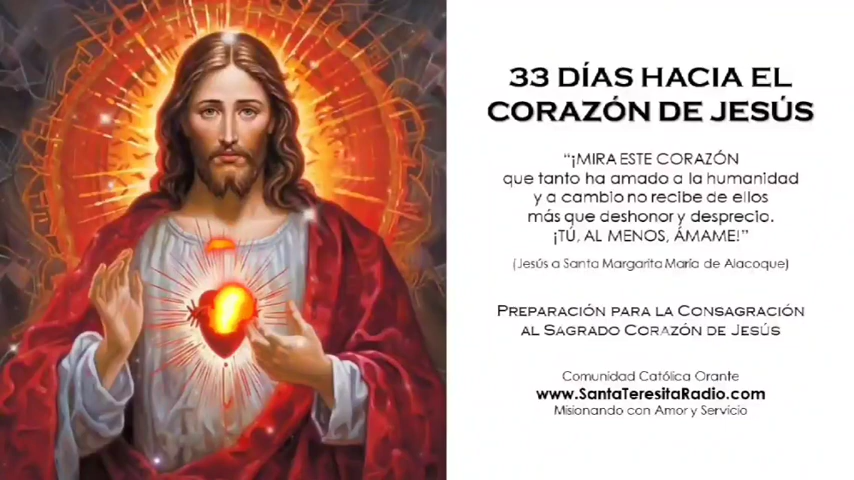 33 DÍAS HACIA EL
CORAZÓN DE JESÚS
“¡MIRA ESTE CORAZÓN
que tanto ha amado a la humanidad
y a cambio no recibe de ellos
más que deshonor y desprecio.
¡TÚ, AL MENOS, ÁMAME!”
(Jesús a Santa Margarita María de Alacoque)
PREPARACIÓN PARA LA CONSAGRACIÓN
AL SAGRADO CORAZÓN DE JESÚS
Comunidad Católica Orante
www.SantaTeresitaRadio.com
Misionando con Amor y Servicio